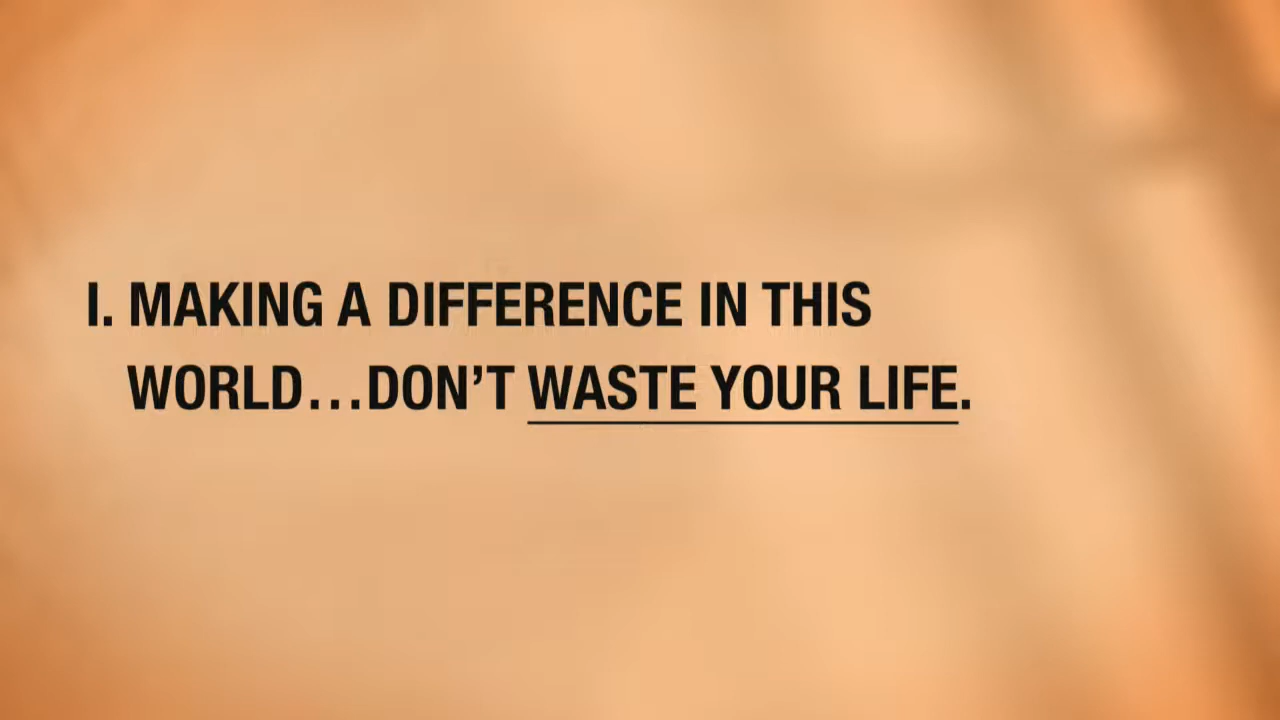 I. MAKING A DIFFERENCE IN THIS
WORLD...DON’T WASTE YOUR LIFE.